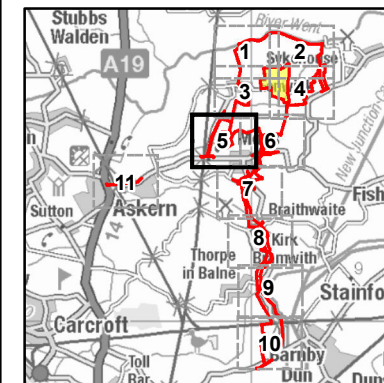 Stubbs
Walden
River Went
A19
1
2
3
4
5
6
New Junction
11
Sutton
Askern
14
7
Braithwaite
Fish
8
Kirk
Bramwith
Thorpe
in Balne
9
9
Stainfo
Carcroft
10
Barnby
Dun
Toll
Bar